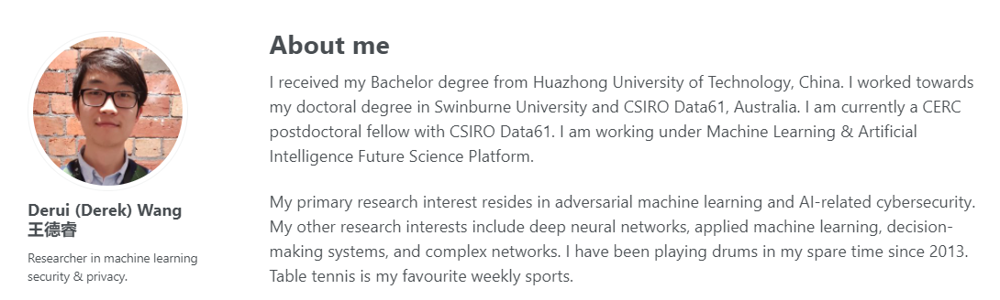 Derui (Derek) Wang
王德睿
Researcher in machine learning
security & privacy.
About me
I received my Bachelor degree from Huazhong University of Technology, China. I worked towards
my doctoral degree in Swinburne University and CSIRO Data61, Australia. I am currently a CERC
postdoctoral fellow with CSIRO Data61. I am working under Machine Learning & Artificial
Intelligence Future Science Platform.
My primary research interest resides in adversarial machine learning and AI-related cybersecurity.
My other research interests include deep neural networks, applied machine learning, decision-
making systems, and complex networks. I have been playing drums in my spare time since 2013.
Table tennis is my favourite weekly sports.